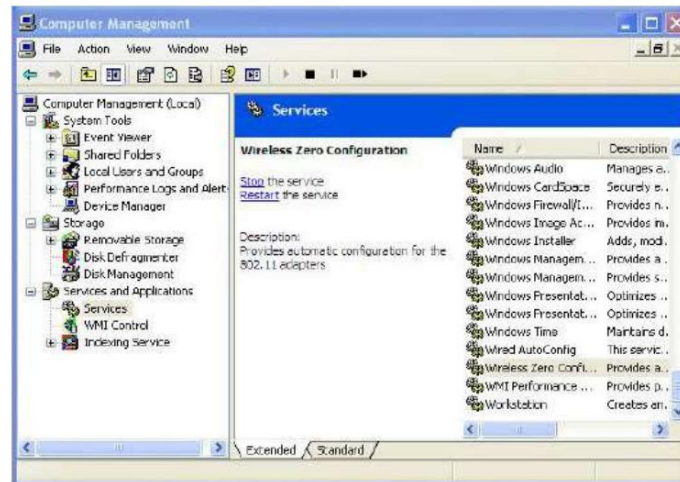 Computer Management
File Action View Window Help
Computer Management (Local)
System Tools
Event Viewer
Shared Folders
Local Users and Groups
Performance Logs and Alert
Device Manager
Storage
Removable Storage
Disk Defragmenter
Disk Management
Services and Applications
Services
WMI Control
Indexing Service
Services
Wireless Zero Configuration
Stop the service
Restart the service
Description:
Provides automatic configuration for the
802.11 adapters
Name Description
Windows Audio Manages a..
Windows CardSpace Securely e..
Windows Firewall/I... Provides n..
Windows Image Ac... Provides im.
Windows Installer Adds, mod.
Windows Managem... Provides a ..
Windows Managem... Provides s..
Windows Presentat... Optimizes ..
Windows Presentat... Optimizes ..
Windows Time Maintains d.
Wired AutoConfig This servic..
Wireless Zero Confi... Provides a..
WMI Performance ... Provides p..
Workstation Creates an.
Extended Standard